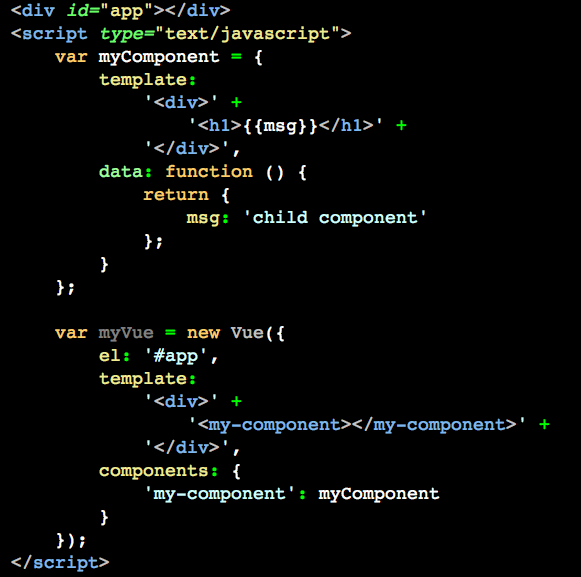 <div id="app"></div>
<script type="text/javascript">
    var myComponent = {
        template:
            '<div>' +
                '<h1>{{msg}}</h1>' +
            '</div>',
        data: function () {
            return {
                msg: 'child component'
            };
        }
    };

    var myVue = new Vue({
        el: '#app',
        template:
            '<div>' +
                '<my-component></my-component>' +
            '</div>',
        components: {
            'my-component': myComponent
        }
    });
</script>